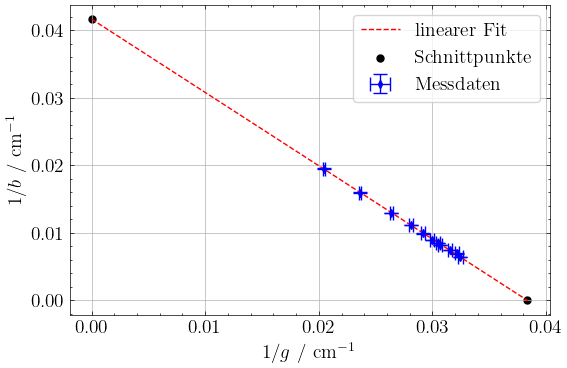 linearer Fit
Schnittpunkte
Messdaten
0.04
0.03
0.02
0.01
0.00
1/b / cm⁻¹
0.00 0.01 0.02 0.03 0.04
1/g / cm⁻¹